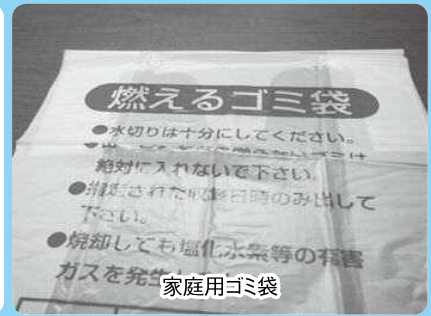 燃えるゴミ袋
●水切りは十分にしてください。
絶対に入れないで下さい。
●指定された収集日時のみ出して
下さい。
●焼却しても塩化水素等の有害
ガスを発生し
家庭用ゴミ袋